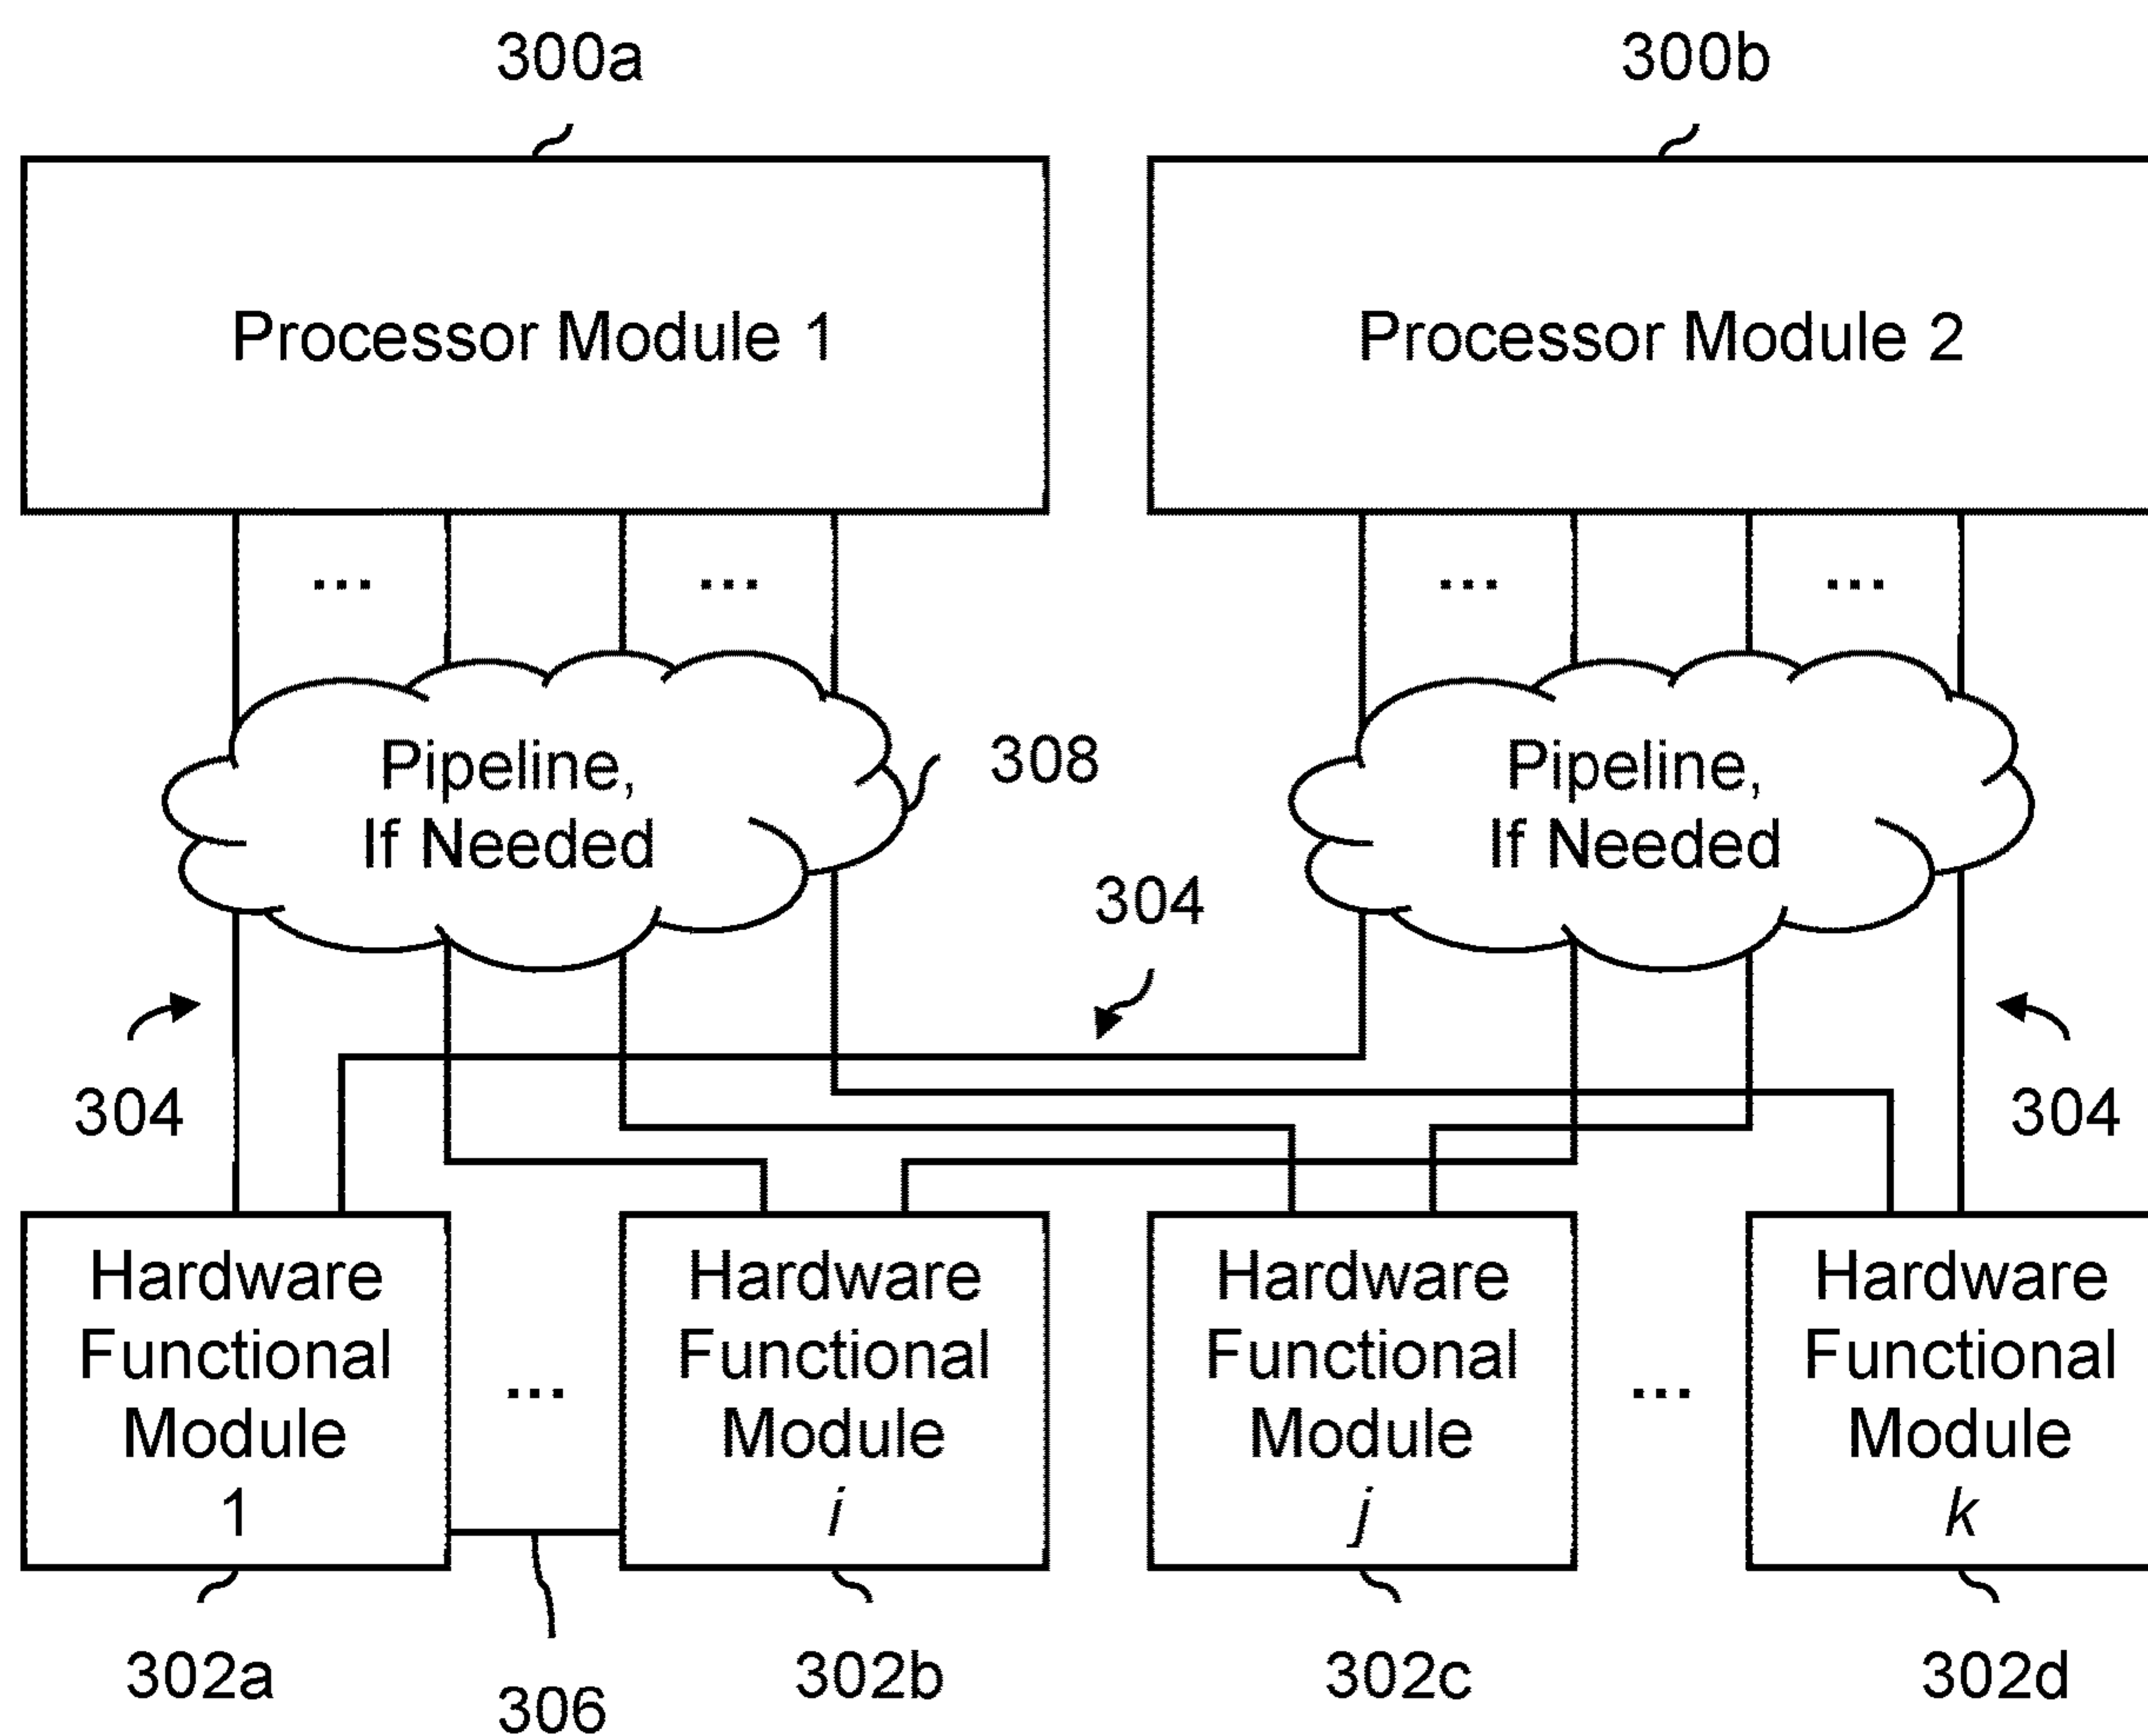 300a
300b
Processor Module 1
Processor Module 2
...
...
...
...
Pipeline,
If Needed
308
Pipeline,
If Needed
304
304
304
Hardware
Functional
Module
1
...
Hardware
Functional
Module
i
Hardware
Functional
Module
j
...
Hardware
Functional
Module
k
302a
306
302b
302c
302d